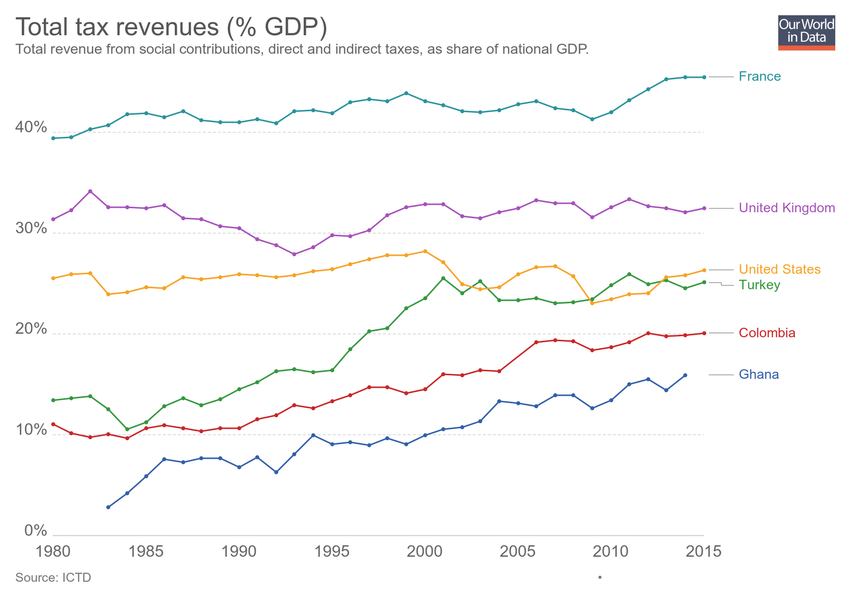 Total tax revenues (% GDP)
Total revenue from social contributions, direct and indirect taxes, as share of national GDP.
Our World
in Data
France
40%
United Kingdom
30%
United States
Turkey
20%
Colombia
Ghana
10%
0%
1980 1985 1990 1995 2000 2005 2010 2015
Source: ICTD